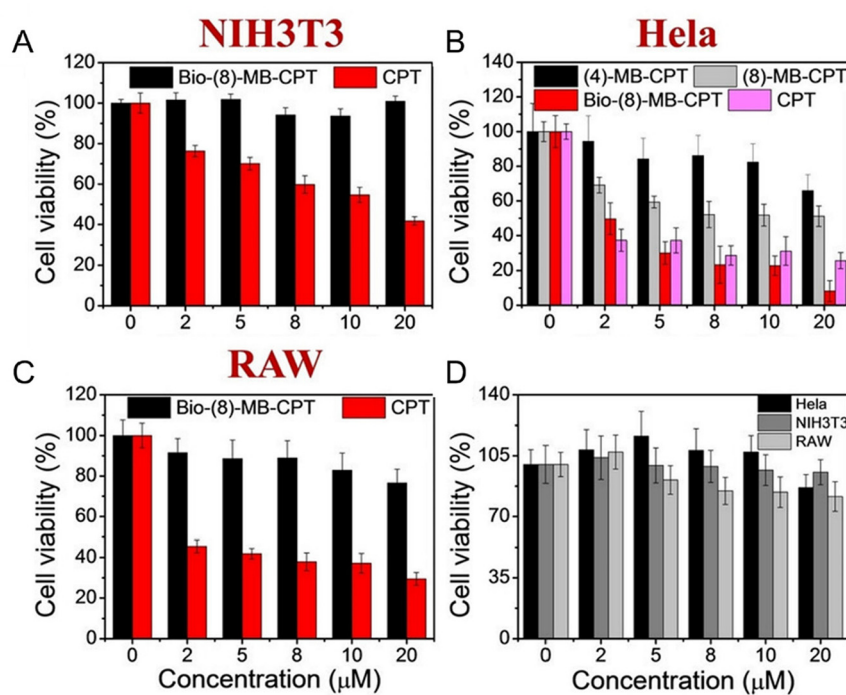 A
NIH3T3
Bio-(8)-MB-CPT CPT
Cell viability (%)
120
100
80
60
40
20
0
0 2 5 8 10 20
B
Hela
(4)-MB-CPT (8)-MB-CPT
Bio-(8)-MB-CPT CPT
Cell viability (%)
140
120
100
80
60
40
20
0
0 2 5 8 10 20
C
RAW
Bio-(8)-MB-CPT CPT
Cell viability (%)
120
100
80
60
40
20
0
0 2 5 8 10 20
Concentration (μM)
D
Hela
NIH3T3
RAW
Cell viability (%)
140
105
70
35
0
0 2 5 8 10 20
Concentration (μM)